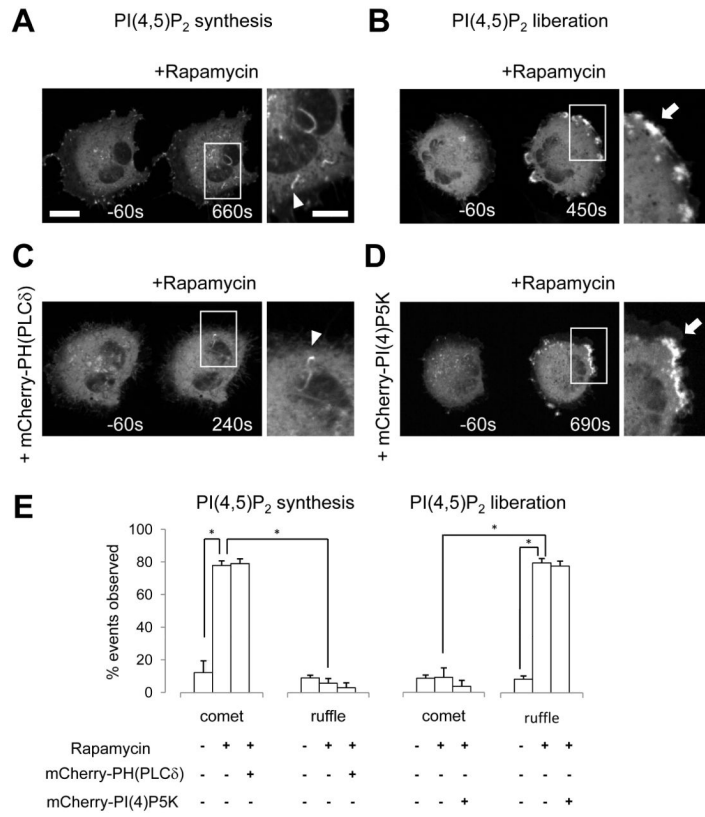 A PI(4,5)P2 synthesis
+Rapamycin
-60s 660s
B PI(4,5)P2 liberation
+Rapamycin
-60s 450s
C
+ mCherry-PH(PLCδ)
+Rapamycin
-60s 240s
D
+ mCherry-PI(4)P5K
+Rapamycin
-60s 690s
E PI(4,5)P2 synthesis PI(4,5)P2 liberation
% events observed
100
80
60
40
20
0
* * * *
comet ruffle comet ruffle
Rapamycin - + + - + + - + + - + +
mCherry-PH(PLCδ) - - + - - + - - - - - -
mCherry-PI(4)P5K - - - - - - - - + - - +